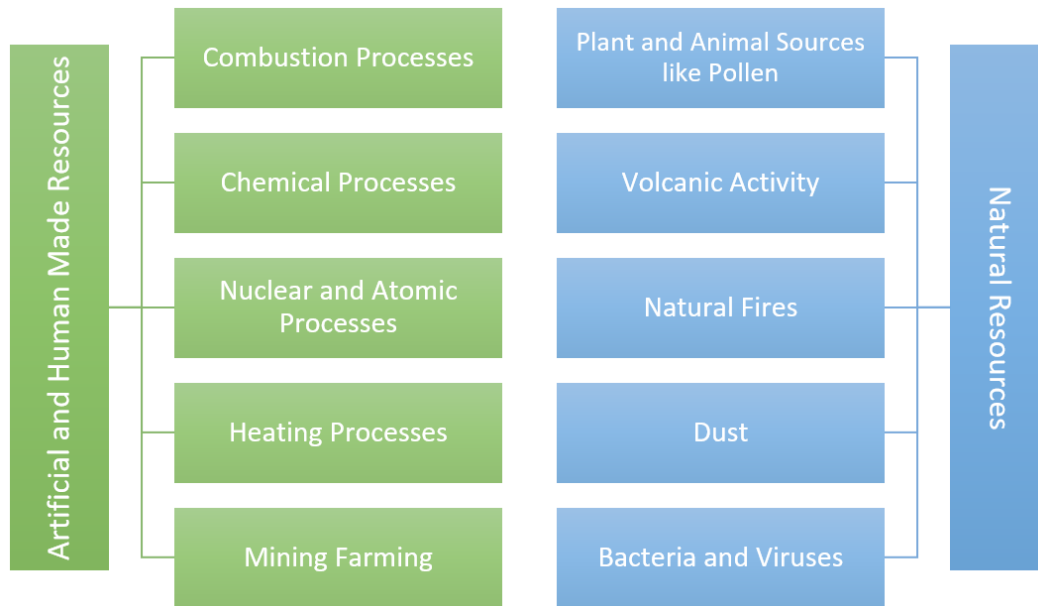 Artificial and Human Made Resources
Combustion Processes
Chemical Processes
Nuclear and Atomic
Processes
Heating Processes
Mining Farming
Plant and Animal Sources
like Pollen
Volcanic Activity
Natural Fires
Dust
Bacteria and Viruses
Natural Resources